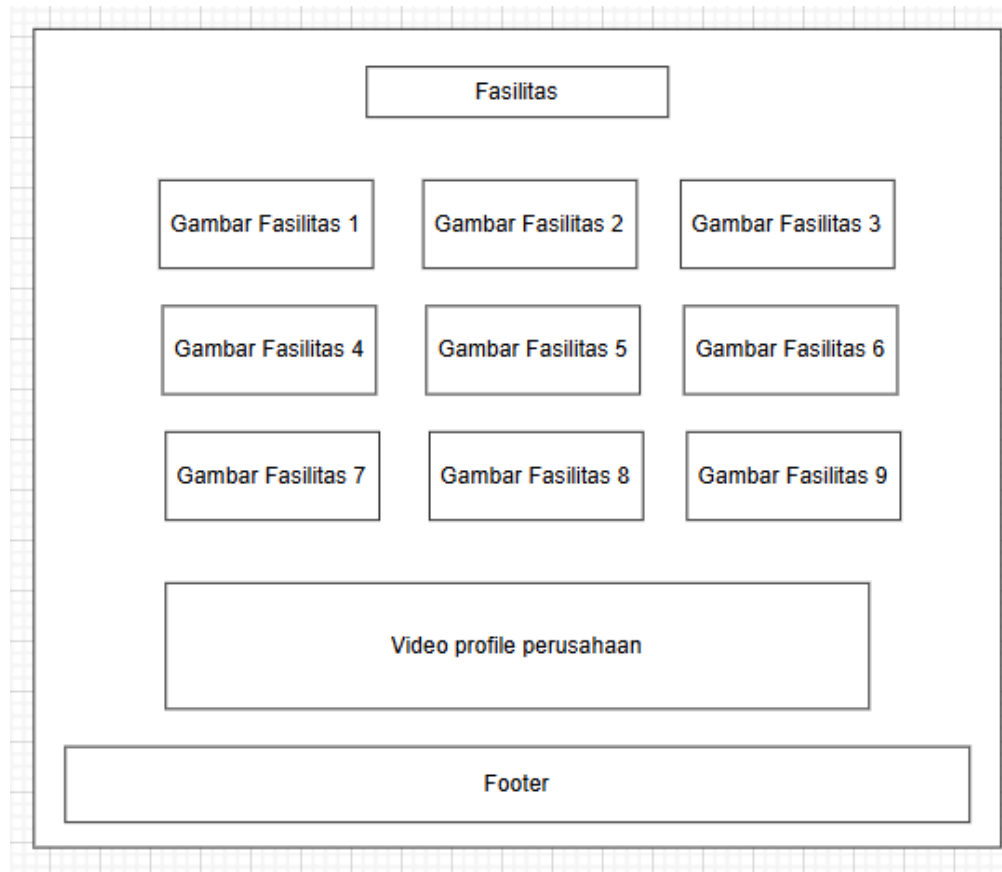 Fasilitas
Gambar Fasilitas 1
Gambar Fasilitas 2
Gambar Fasilitas 3
Gambar Fasilitas 4
Gambar Fasilitas 5
Gambar Fasilitas 6
Gambar Fasilitas 7
Gambar Fasilitas 8
Gambar Fasilitas 9
Video profile perusahaan
Footer